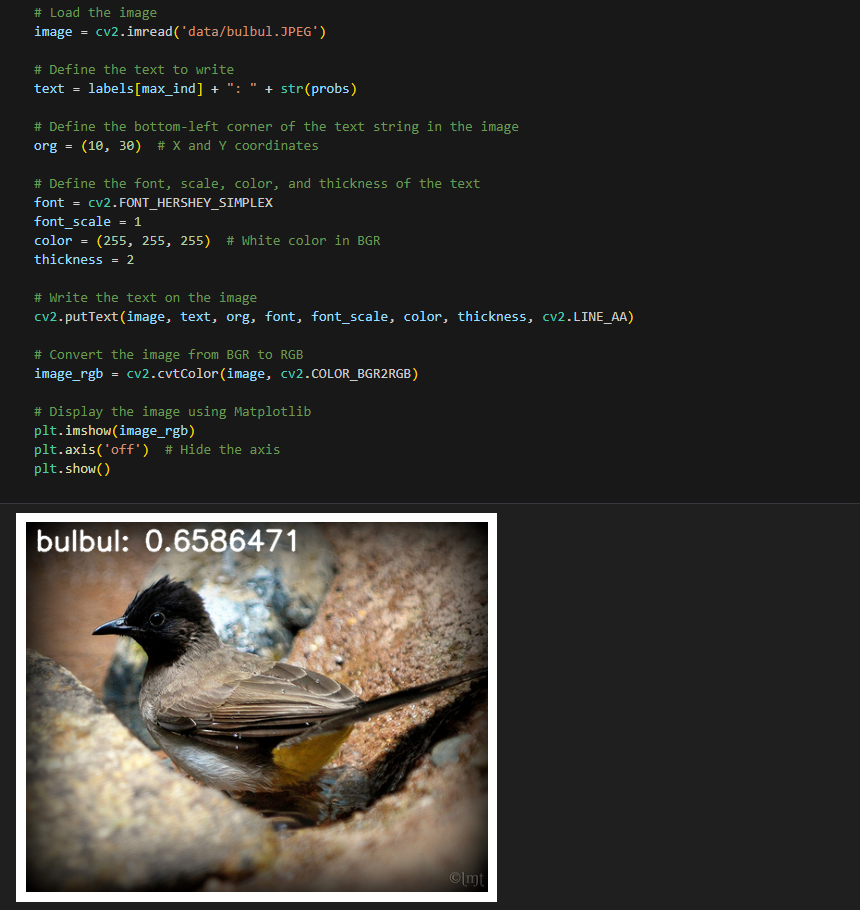 # Load the image
image = cv2.imread('data/bulbul.JPEG')
# Define the text to write
text = labels[max_ind] + ": " + str(probs)
# Define the bottom-left corner of the text string in the image
org = (10, 30)  # X and Y coordinates
# Define the font, scale, color, and thickness of the text
font = cv2.FONT_HERSHEY_SIMPLEX
font_scale = 1
color = (255, 255, 255)  # White color in BGR
thickness = 2
# Write the text on the image
cv2.putText(image, text, org, font, font_scale, color, thickness, cv2.LINE_AA)
# Convert the image from BGR to RGB
image_rgb = cv2.cvtColor(image, cv2.COLOR_BGR2RGB)
# Display the image using Matplotlib
plt.imshow(image_rgb)
plt.axis('off')  # Hide the axis
plt.show()
bulbul: 0.6586471